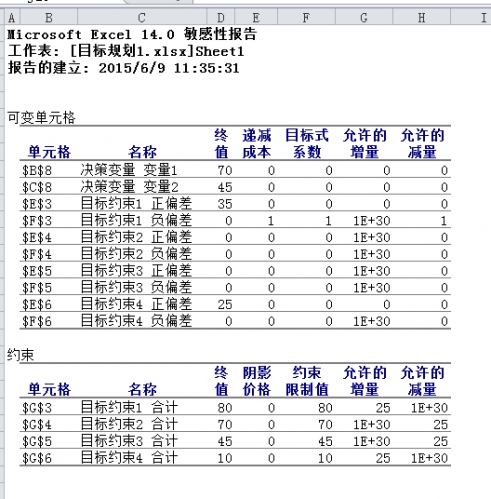 A B C D E F G H I
Microsoft Excel 14.0 敏感性报告
工作表: [目标规划1.xlsx]Sheet1
报告的建立: 2015/6/9 11:35:31
可变单元格
终 递减 目标式 允许的 允许的
单元格 名称 值 成本 系数 增量 减量
$B$8 决策变量 变量1 70 0 0 0 0
$C$8 决策变量 变量2 45 0 0 0 0
$E$3 目标约束1 正偏差 35 0 0 0 0
$F$3 目标约束1 负偏差 0 1 1 1E+30 1
$E$4 目标约束2 正偏差 0 0 0 1E+30 0
$F$4 目标约束2 负偏差 0 0 0 1E+30 0
$E$5 目标约束3 正偏差 0 0 0 1E+30 0
$F$5 目标约束3 负偏差 0 0 0 1E+30 0
$E$6 目标约束4 正偏差 25 0 0 0 0
$F$6 目标约束4 负偏差 0 0 0 1E+30 0
约束
终 阴影 约束 允许的 允许的
单元格 名称 值 价格 限制值 增量 减量
$G$3 目标约束1 合计 80 0 80 25 1E+30
$G$4 目标约束2 合计 70 0 70 1E+30 25
$G$5 目标约束3 合计 45 0 45 1E+30 25
$G$6 目标约束4 合计 10 0 10 25 1E+30